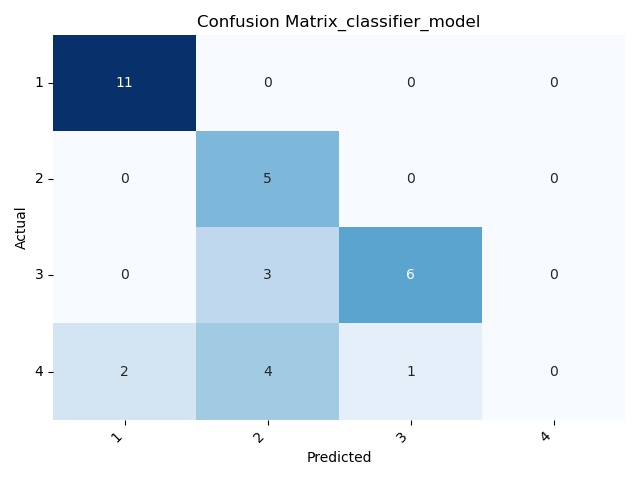 Confusion Matrix_classifier_model
Actual
1 11 0 0 0
2 0 5 0 0
3 0 3 6 0
4 2 4 1 0
1 2 3 4
Predicted